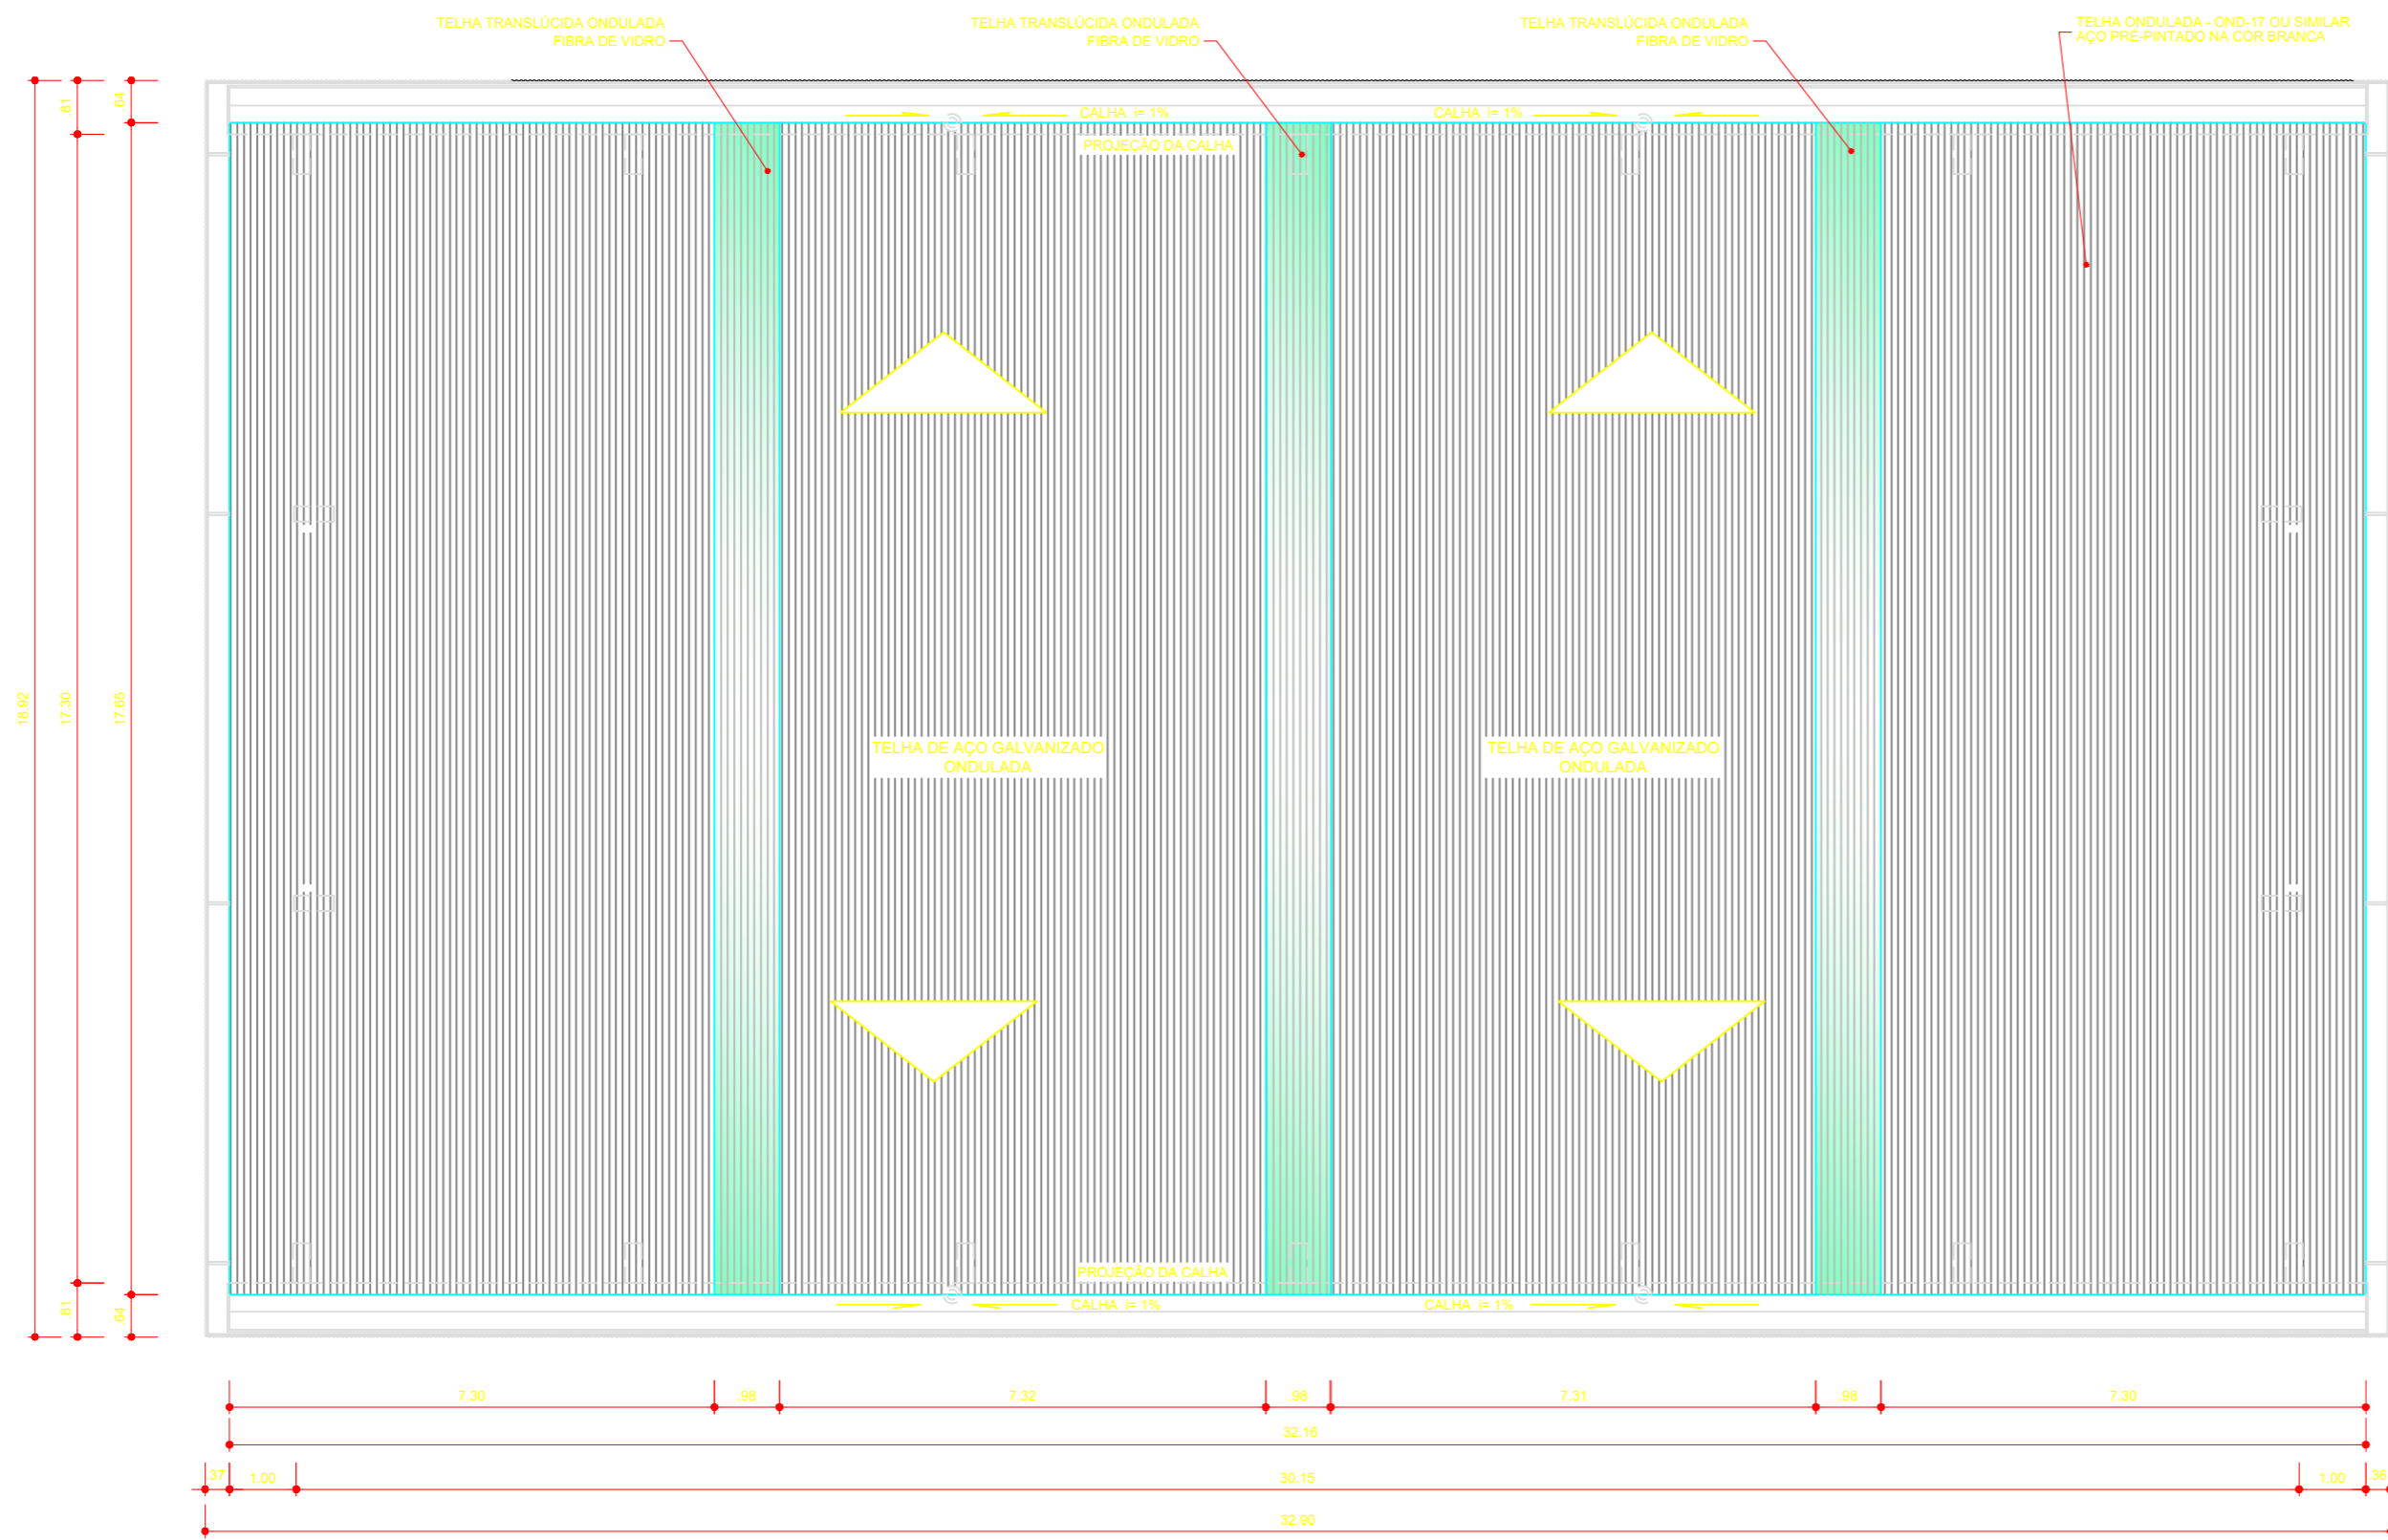 TELHA TRANSLÚCIDA ONDULADA
FIBRA DE VIDRO
TELHA TRANSLÚCIDA ONDULADA
FIBRA DE VIDRO
TELHA TRANSLÚCIDA ONDULADA
FIBRA DE VIDRO
TELHA ONDULADA - OND-17 OU SIMILAR
AÇO PRÉ-PINTADO NA COR BRANCA
.81
.64
CALHA i= 1%
CALHA i= 1%
PROJEÇÃO DA CALHA
18.92
17.30
17.65
TELHA DE AÇO GALVANIZADO
ONDULADA
TELHA DE AÇO GALVANIZADO
ONDULADA
PROJEÇÃO DA CALHA
.81
.64
CALHA i= 1%
CALHA i= 1%
7.30
.98
7.32
.98
7.31
.98
7.30
32.16
.37
1.00
30.15
1.00
.36
32.90